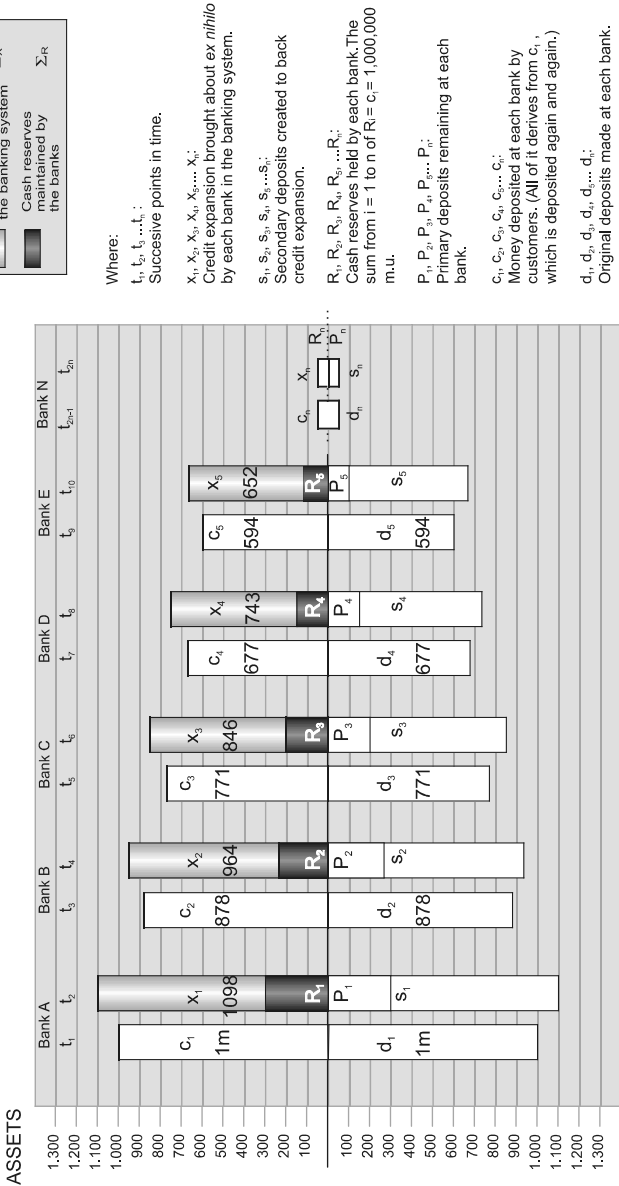 ASSETS
the banking system
Cash reserves
maintained by
the banks
Σ_R
Bank A
Bank B
Bank C
Bank D
Bank E
Bank N
t₁
t₂
t₃
t₄
t₅
t₆
t₇
t₈
t₉
t₁₀
t₂ₙ₋₁
t₂ₙ
1.300
1.200
1.100
1.000
900
800
700
600
500
400
300
200
100
100
200
300
400
500
600
700
800
900
1.000
1.100
1.200
1.300
c₁
1m
x₁
1098
R₁
c₂
878
x₂
964
R₂
c₃
771
x₃
846
R₃
c₄
677
x₄
743
R₄
c₅
594
x₅
652
R₅
cₙ
xₙ
Rₙ
d₁
1m
P₁
s₁
d₂
878
P₂
s₂
d₃
771
P₃
s₃
d₄
677
P₄
s₄
d₅
594
P₅
s₅
dₙ
sₙ
Pₙ
Where:
t₁, t₂, t₃ ...tₙ :
Succesive points in time.
x₁, x₂, x₃, x₄, x₅... xₙ:
Credit expansion brought about ex nihilo
by each bank in the banking system.
s₁, s₂, s₃, s₄, s₅...sₙ:
Secondary deposits created to back
credit expansion.
R₁, R₂, R₃, R₄, R₅, ...Rₙ:
Cash reserves held by each bank.The
sum from i = 1 to n of Rᵢ = c₁ = 1,000,000
m.u.
P₁, P₂, P₃, P₄, P₅... Pₙ:
Primary deposits remaining at each
bank.
c₁, c₂, c₃, c₄, c₅... cₙ:
Money deposited at each bank by
customers. (All of it derives from c₁ ,
which is deposited again and again.)
d₁, d₂, d₃, d₄, d₅... dₙ:
Original deposits made at each bank.